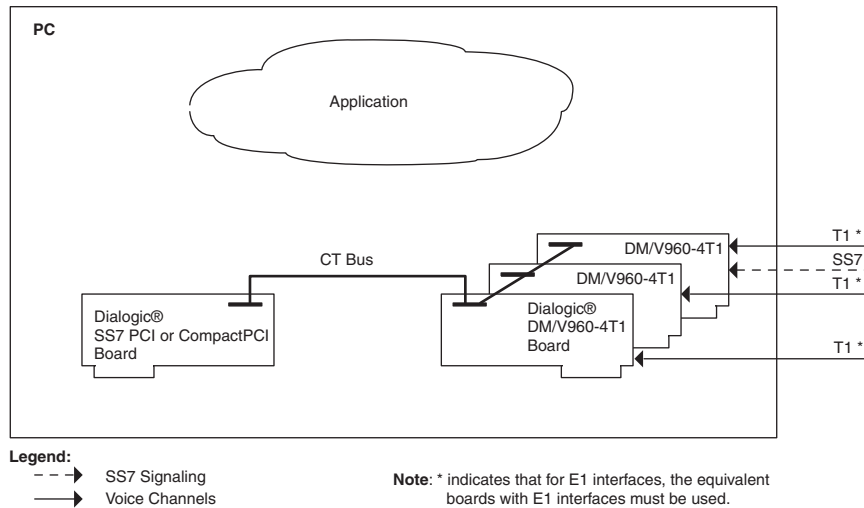 PC
Application
T1 *
DM/V960-4T1
SS7
CT Bus
DM/V960-4T1
T1 *
Dialogic®
SS7 PCI or CompactPCI
Board
Dialogic®
DM/V960-4T1
Board
T1 *
Legend:
SS7 Signaling
Voice Channels
Note: * indicates that for E1 interfaces, the equivalent
boards with E1 interfaces must be used.